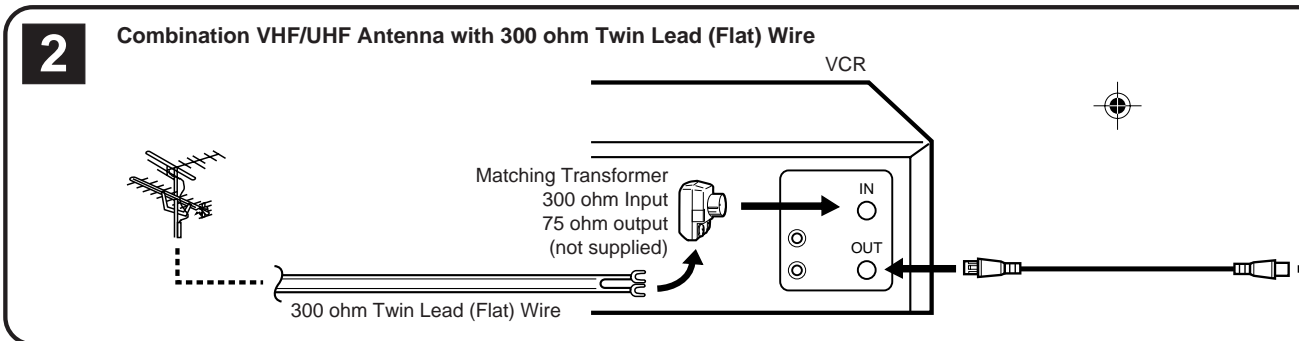 2
Combination VHF/UHF Antenna with 300 ohm Twin Lead (Flat) Wire
VCR
Matching Transformer
300 ohm Input
75 ohm output
(not supplied)
IN
OUT
300 ohm Twin Lead (Flat) Wire